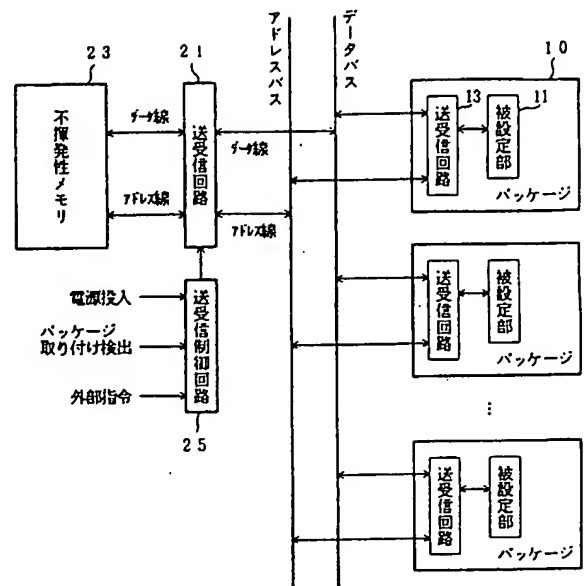 23
21
アドレスバス
データバス
10
不揮発性メモリ
データ線
アドレス線
送受信回路
データ線
アドレス線
13
11
送受信回路
被設定部
パッケージ
送受信回路
被設定部
パッケージ
…
送受信回路
被設定部
パッケージ
電源投入
パッケージ
取り付け検出
外部指令
送受信制御回路
25